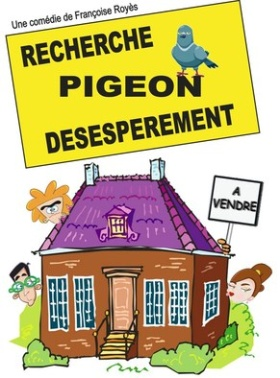 Une comédie de Françoise Royès
RECHERCHE
PIGEON
DESESPEREMENT
A
VENDRE